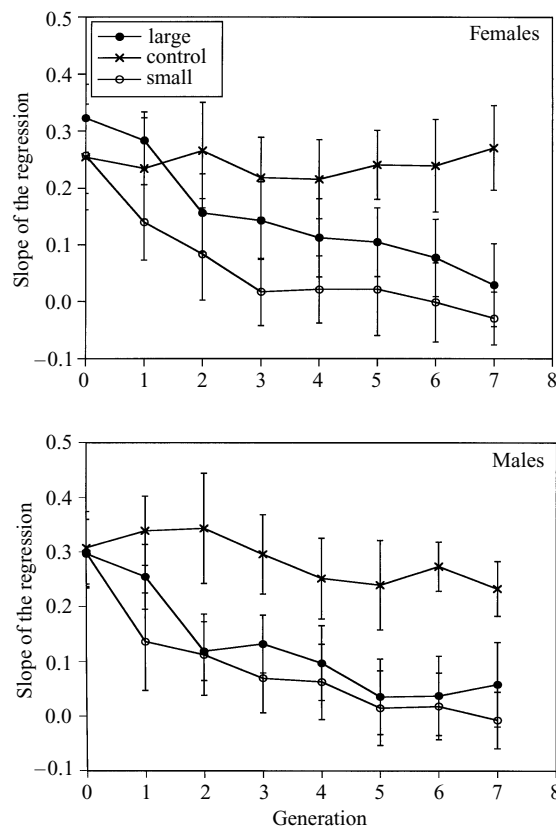 0.5
Females
large
control
small
0.4
0.3
0.2
0.1
0.0
−0.1
Slope of the regression
0 1 2 3 4 5 6 7 8
0.5
Males
0.4
0.3
0.2
0.1
0.0
−0.1
Slope of the regression
0 1 2 3 4 5 6 7 8
Generation